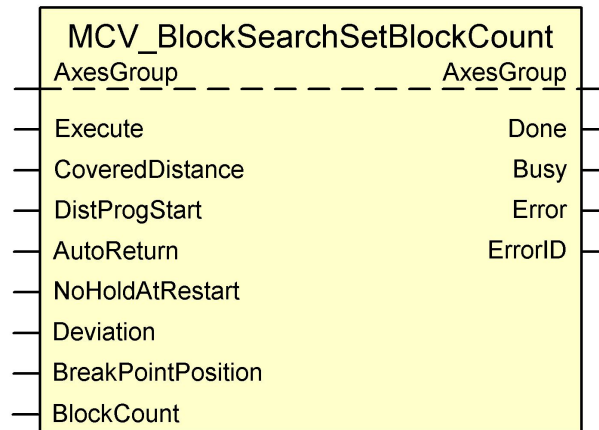 MCV_BlockSearchSetBlockCount
AxesGroup AxesGroup
Execute Done
CoveredDistance Busy
DistProgStart Error
AutoReturn ErrorID
NoHoldAtRestart
Deviation
BreakPointPosition
BlockCount